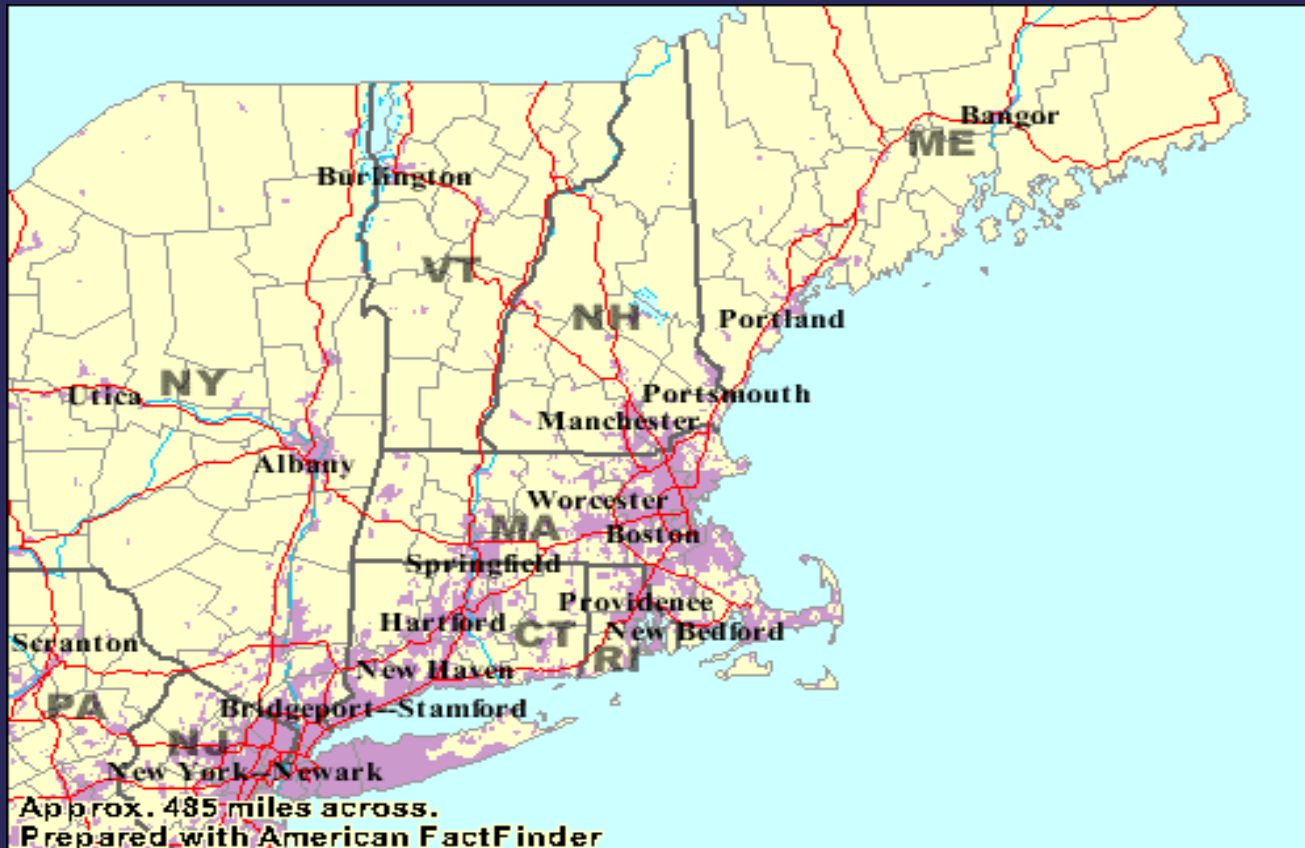 Bangor
ME
Burlington
VT
NH
Portland
NY
Utica
Portsmouth
Manchester
Albany
Worcester
MA
Boston
Springfield
Providence
Hartford
CT
New Bedford
Scranton
RI
New Haven
PA
Bridgeport--Stamford
NJ
New York--Newark
Approx. 485 miles across.
Prepared with American FactFinder